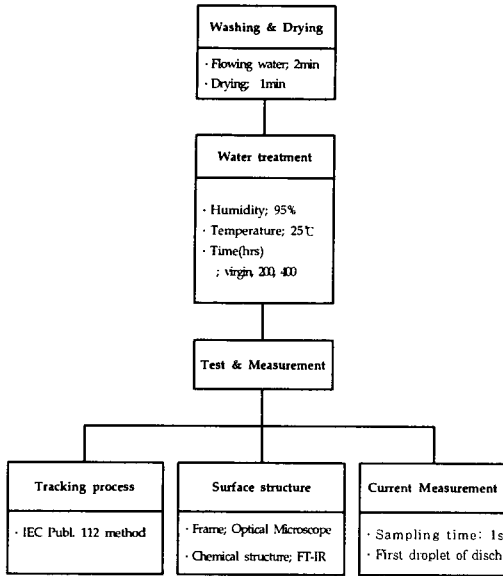 Washing & Drying
· Flowing water; 2min
· Drying; 1min
Water treatment
· Humidity; 95%
· Temperature; 25℃
· Time(hrs)
; virgin, 200, 400
Test & Measurement
Tracking process
· IEC Publ. 112 method
Surface structure
· Frame; Optical Microscope
· Chemical structure; FT-IR
Current Measurement
· Sampling time: 1s
· First droplet of disch